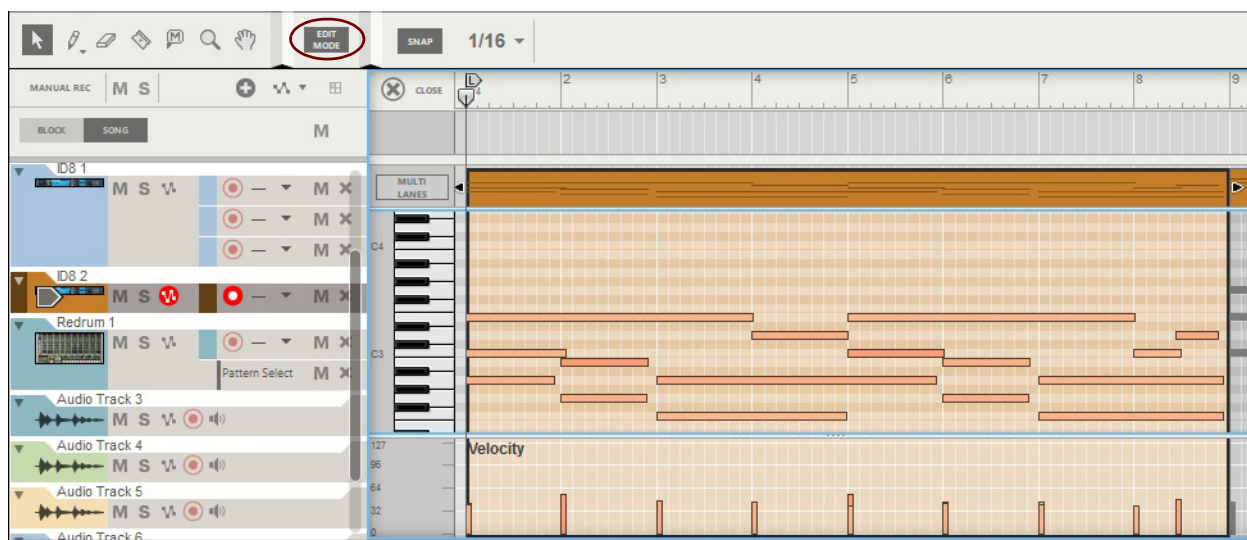 EDIT
MODE
SNAP
1/16
MANUAL REC M S
CLOSE
L 4 2 3 4 5 6 7 8 9
BLOCK SONG M
ID8 1
M S M
M
M
MULTI
LANES
C4
ID8 2
M S M
Redrum 1
M S M
Pattern Select M
C3
Audio Track 3
M S
Audio Track 4
M S
Audio Track 5
M S
Audio Track 6
127
96
64
32
0
Velocity